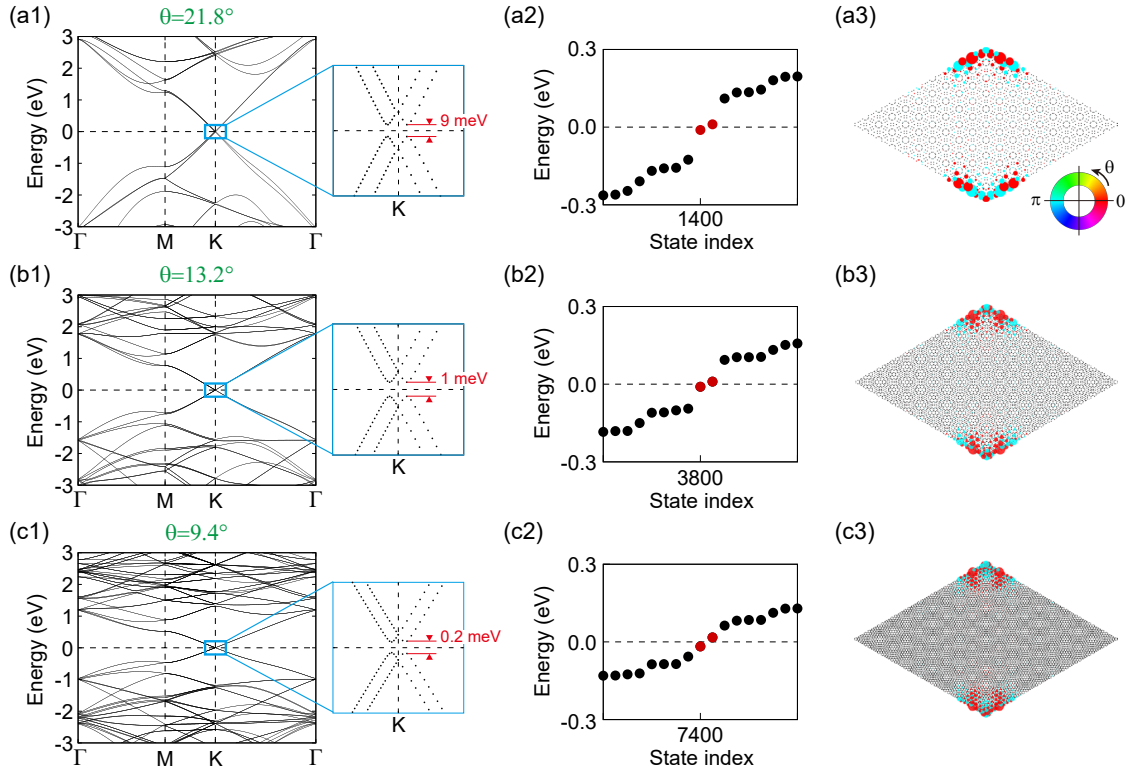 (a1)
θ=21.8°
Energy (eV)
3
2
1
0
-1
-2
-3
Γ
M
K
Γ
9 meV
K
(a2)
Energy (eV)
0.3
0.0
-0.3
1400
State index
(a3)
θ
π
0
(b1)
θ=13.2°
Energy (eV)
3
2
1
0
-1
-2
-3
Γ
M
K
Γ
1 meV
K
(b2)
Energy (eV)
0.3
0.0
-0.3
3800
State index
(b3)
(c1)
θ=9.4°
Energy (eV)
3
2
1
0
-1
-2
-3
Γ
M
K
Γ
0.2 meV
K
(c2)
Energy (eV)
0.3
0.0
-0.3
7400
State index
(c3)